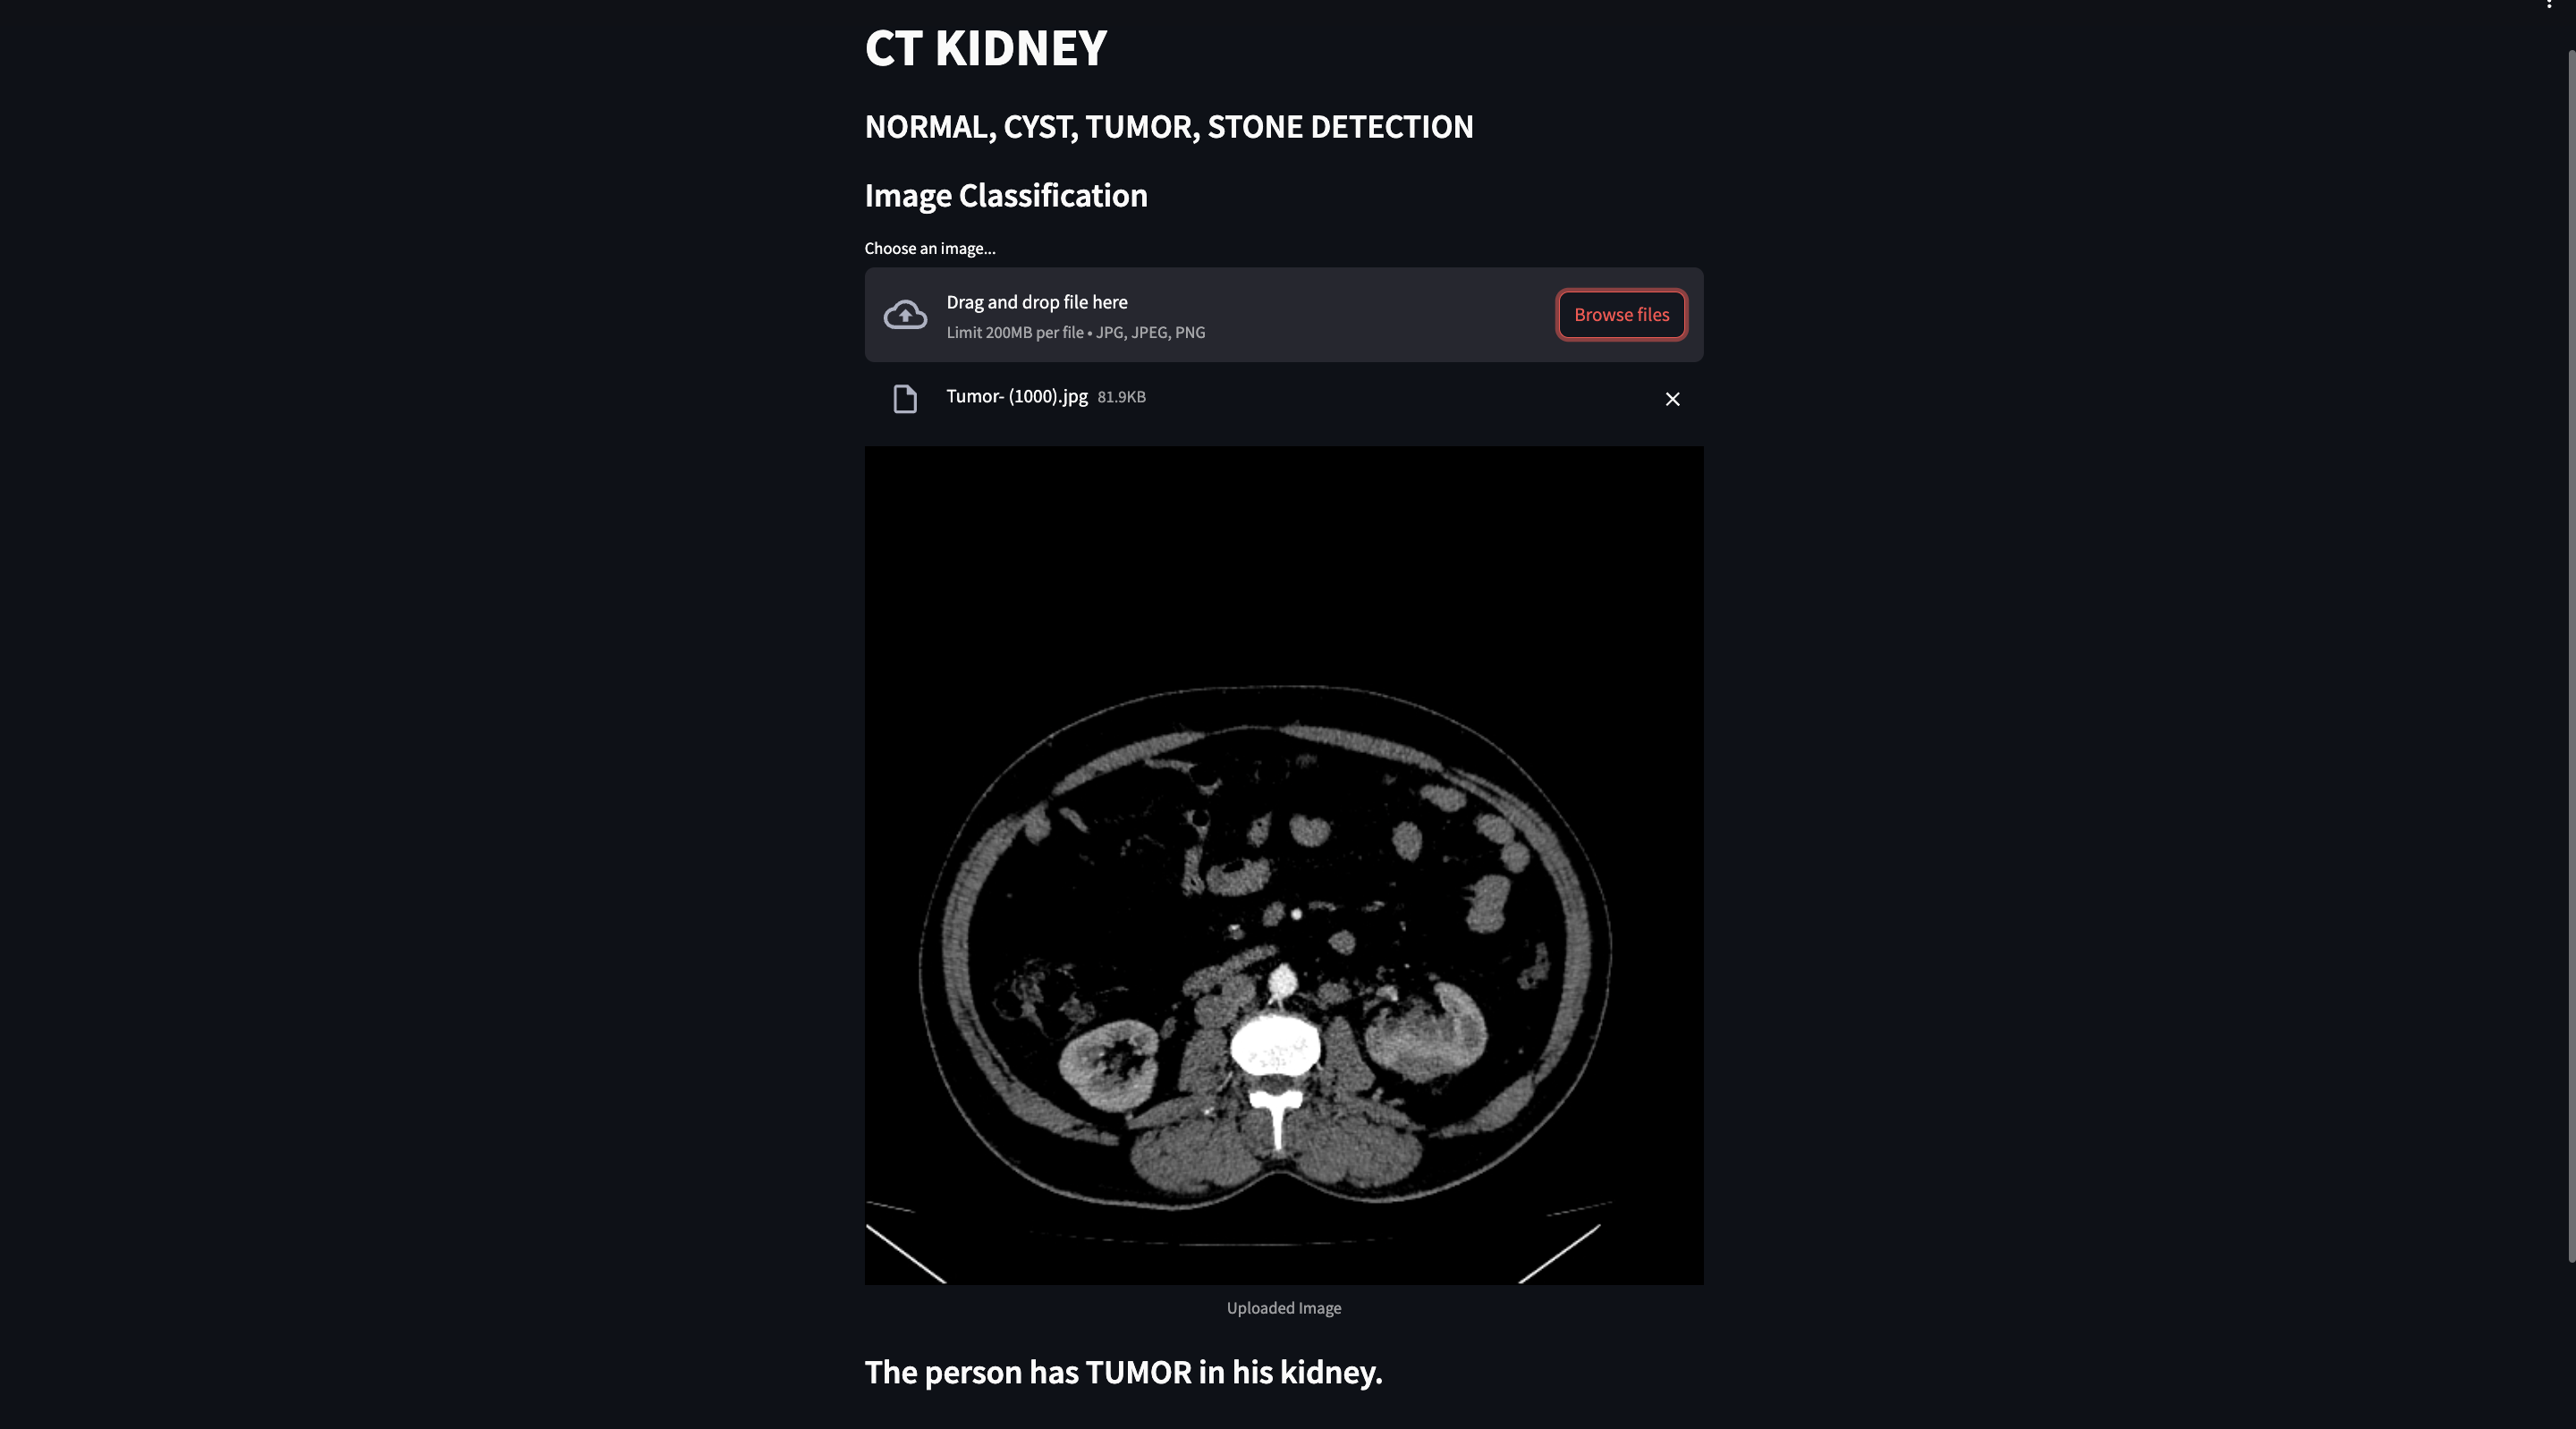 CT KIDNEY
NORMAL, CYST, TUMOR, STONE DETECTION
Image Classification
Choose an image...
Drag and drop file here
Limit 200MB per file • JPG, JPEG, PNG
Browse files
Tumor- (1000).jpg 81.9KB
Uploaded Image
The person has TUMOR in his kidney.